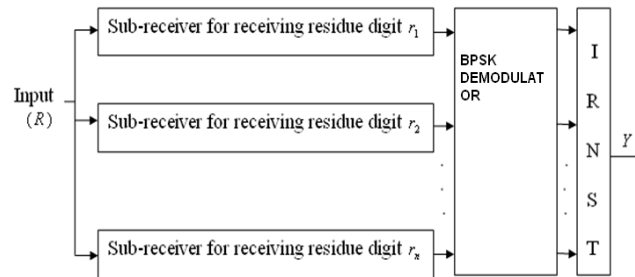 Sub-receiver for receiving residue digit r1
BPSK
DEMODULAT
OR
Input
(R)
Sub-receiver for receiving residue digit r2
Sub-receiver for receiving residue digit rn
I
R
N
S
T
Y